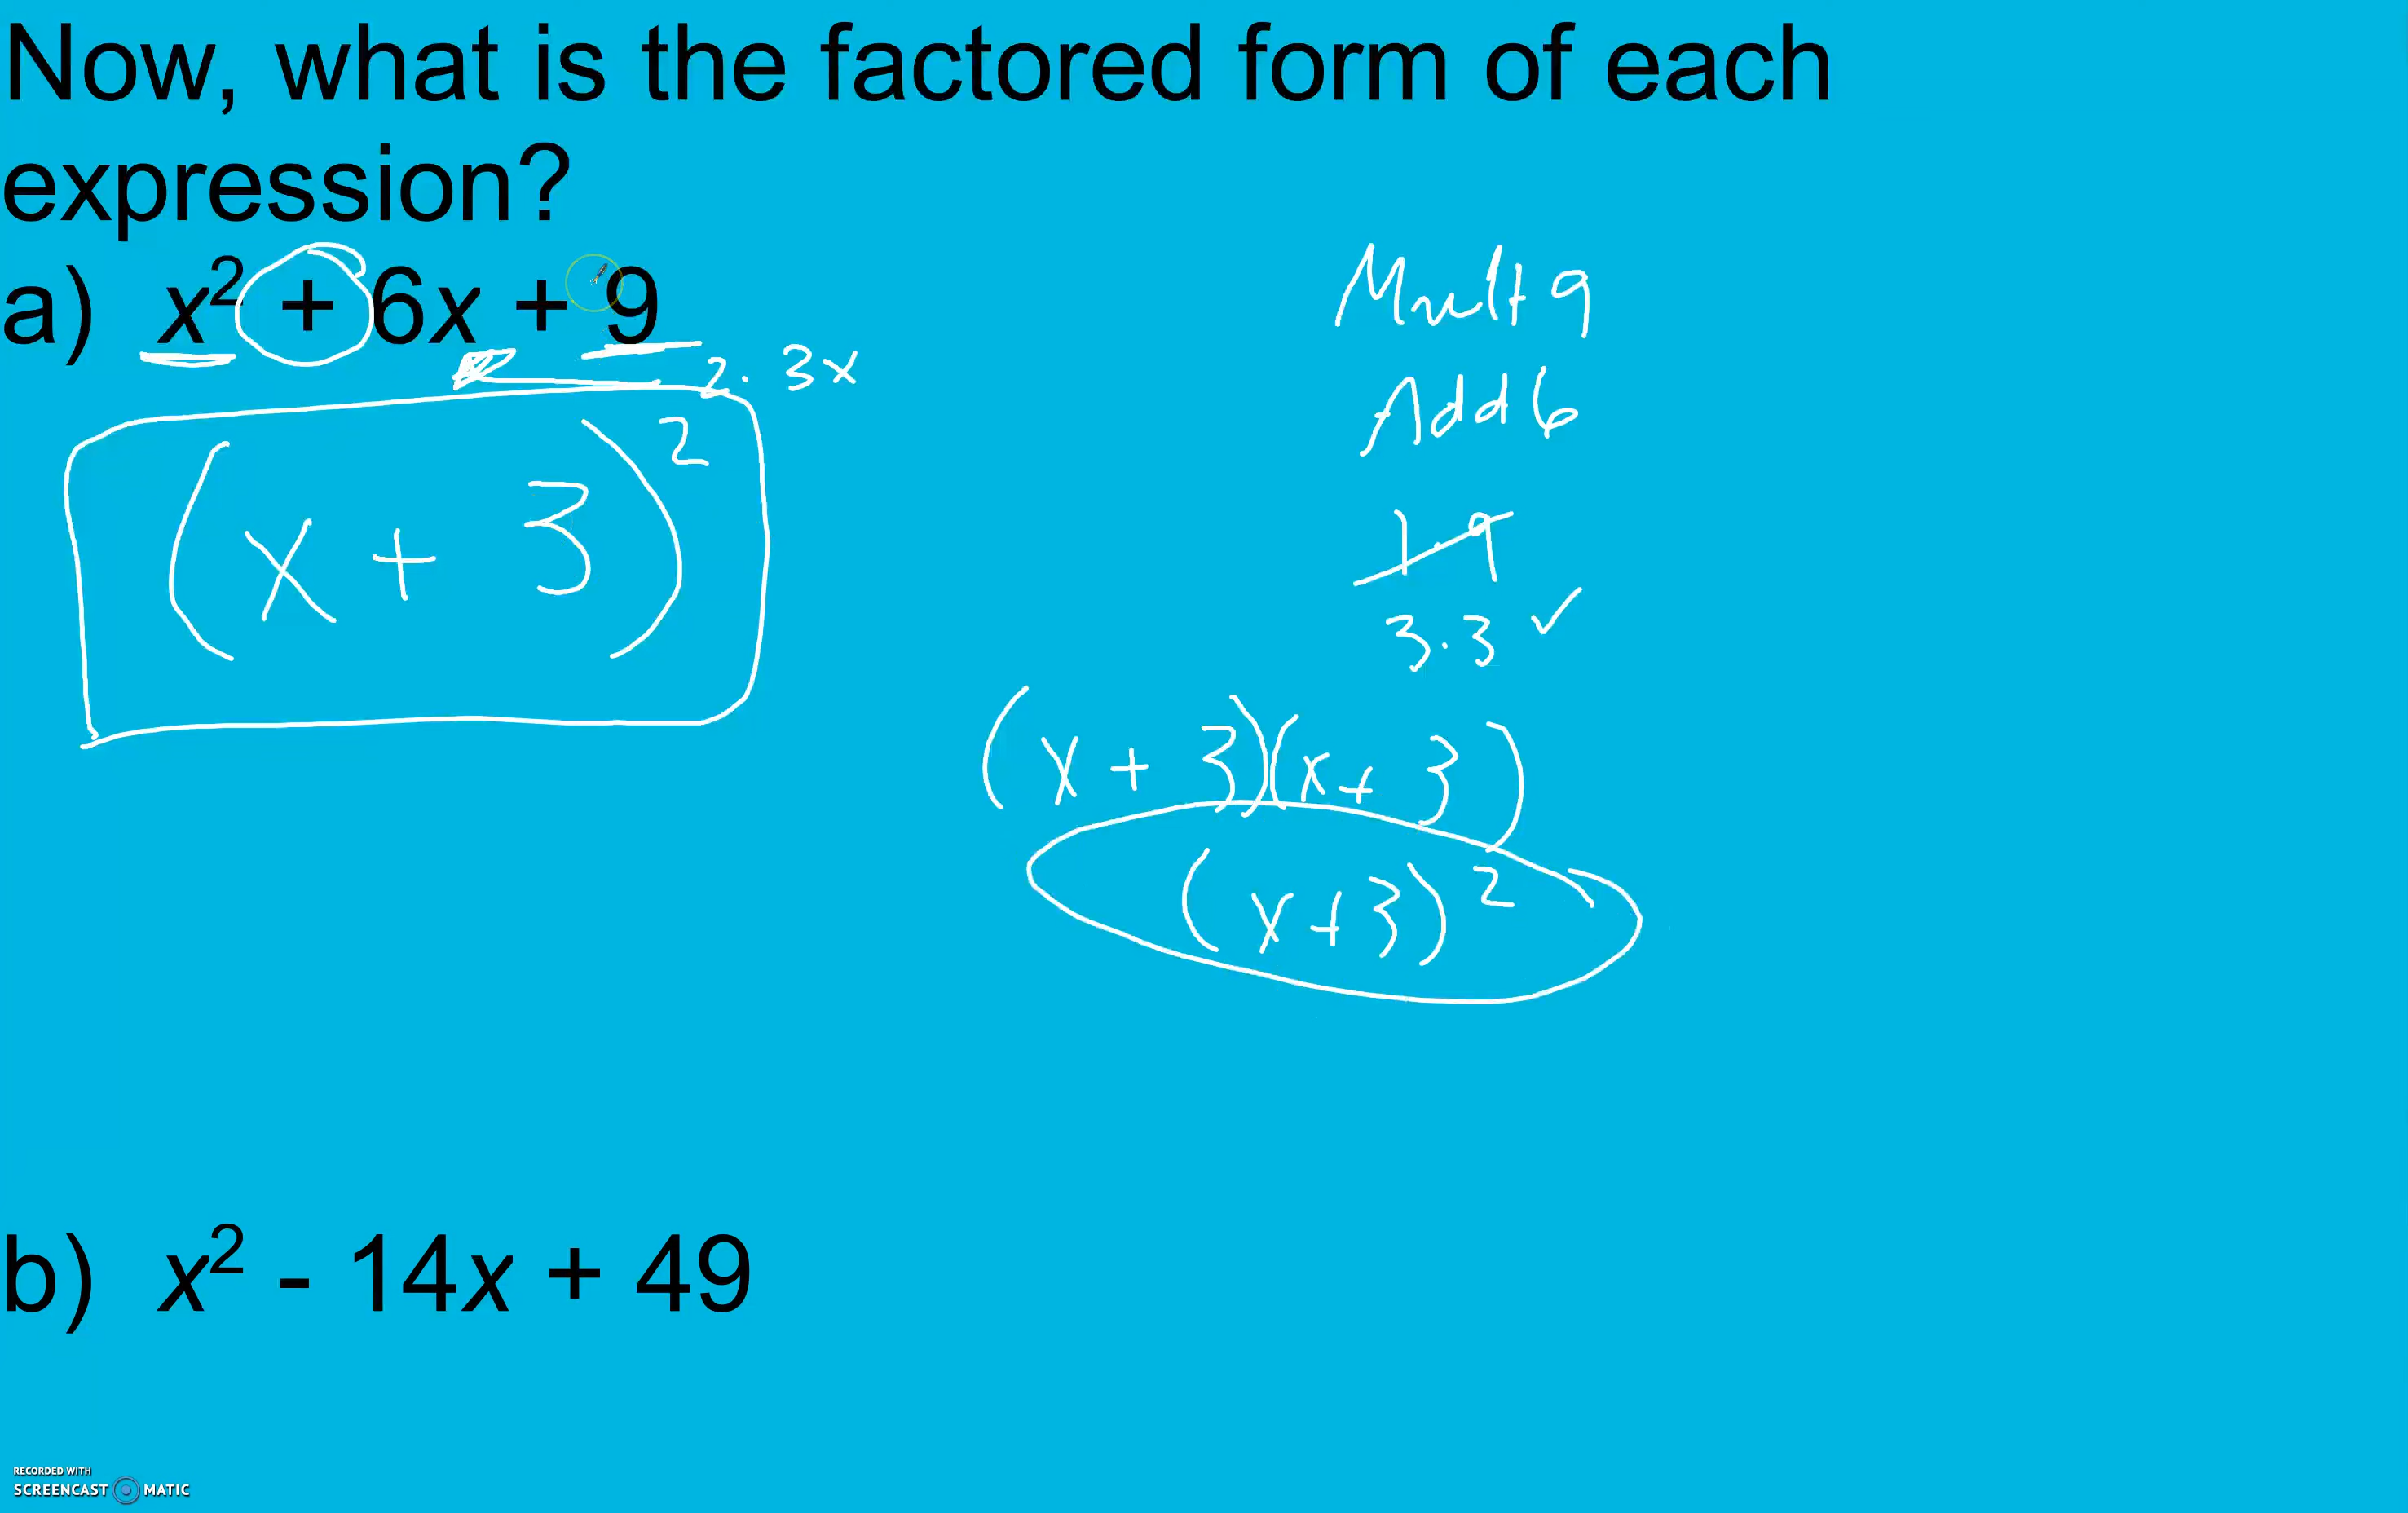 Now, what is the factored form of each
expression?
a) x² + 6x + 9
2 · 3x
(x + 3)²
Mult 9
Add 6
1·9
3·3 ✓
(x + 3)(x + 3)
(x+3)²
b) x² - 14x + 49
RECORDED WITH
SCREENCAST MATIC